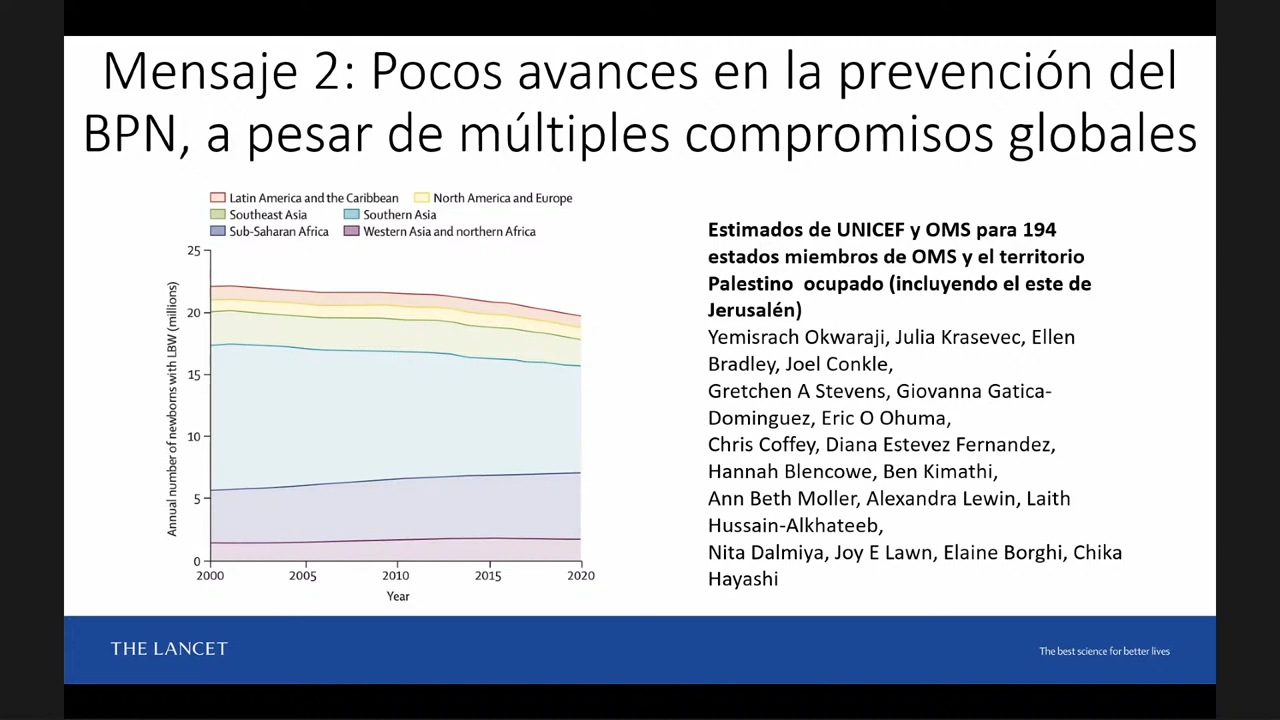 Mensaje 2: Pocos avances en la prevención del
BPN, a pesar de múltiples compromisos globales
Latin America and the Caribbean
North America and Europe
Southeast Asia
Southern Asia
Sub-Saharan Africa
Western Asia and northern Africa
Annual number of newborns with LBW (millions)
25
20
15
10
5
0
2000
2005
2010
2015
2020
Year
Estimados de UNICEF y OMS para 194
estados miembros de OMS y el territorio
Palestino ocupado (incluyendo el este de
Jerusalén)
Yemisrach Okwaraji, Julia Krasevec, Ellen
Bradley, Joel Conkle,
Gretchen A Stevens, Giovanna Gatica-
Dominguez, Eric O Ohuma,
Chris Coffey, Diana Estevez Fernandez,
Hannah Blencowe, Ben Kimathi,
Ann Beth Moller, Alexandra Lewin, Laith
Hussain-Alkhateeb,
Nita Dalmiya, Joy E Lawn, Elaine Borghi, Chika
Hayashi
THE LANCET
The best science for better lives